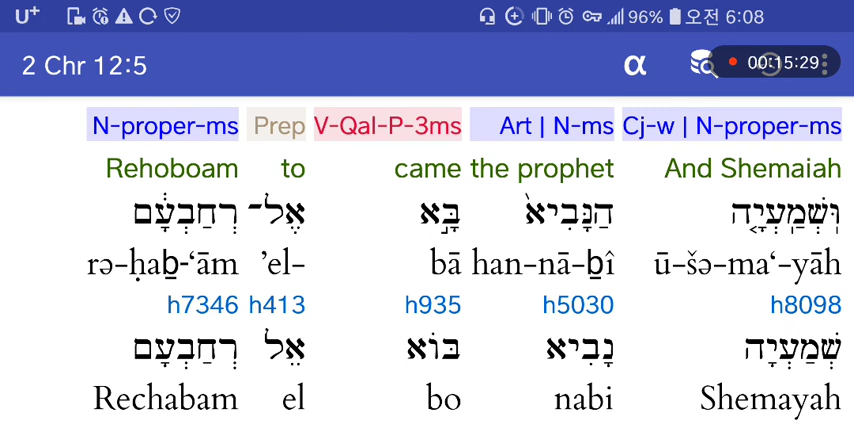 U+ 96% 오전 6:08
2 Chr 12:5 α 00:15:29
N-proper-ms Prep V-Qal-P-3ms Art | N-ms Cj-w | N-proper-ms
Rehoboam to came the prophet And Shemaiah
וּֽשְׁמַֽעְיָ֤ה הַנָּבִיא֙ בָּ֣א אֶל־ רְחַבְעָ֔ם
rə-ḥaḇ-‘ām ’el- bā han-nā-ḇî ū-šə-ma‘-yāh
h7346 h413 h935 h5030 h8098
שְׁמַעְיָה נָבִיא בּוֹא אֵל רְחַבְעָם
Rechabam el bo nabi Shemayah